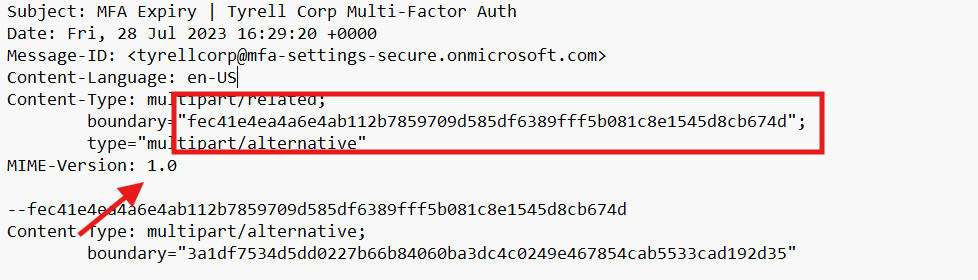 Subject: MFA Expiry | Tyrell Corp Multi-Factor Auth
Date: Fri, 28 Jul 2023 16:29:20 +0000
Message-ID: <tyrellcorp@mfa-settings-secure.onmicrosoft.com>
Content-Language: en-US
Content-Type: multipart/related;
boundary="fec41e4ea4a6e4ab112b7859709d585df6389fff5b081c8e1545d8cb674d";
type="multipart/alternative"
MIME-Version: 1.0
--fec41e4ea4a6e4ab112b7859709d585df6389fff5b081c8e1545d8cb674d
Content-Type: multipart/alternative;
boundary="3a1df7534d5dd0227b66b84060ba3dc4c0249e467854cab5533cad192d35"